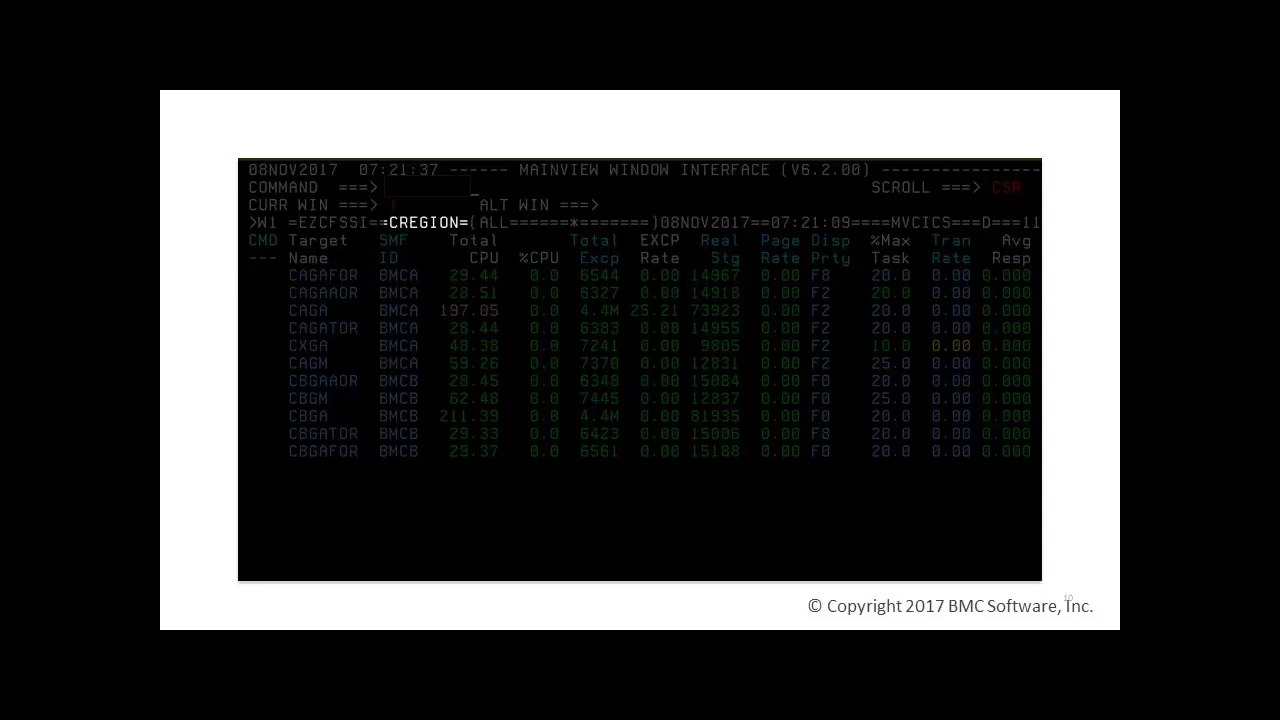 08NOV2017  07:21:37 ------ MAINVIEW WINDOW INTERFACE (V6.2.00) ----------------
COMMAND  ===>                                                 SCROLL ===> CSR
CURR WIN ===> 1        ALT WIN ===>
>W1 =EZCFSSI==CREGION=(ALL======*=======)08NOV2017==07:21:09====MVCICS===D===11
CMD Target   SMF    Total       Total EXCP  Real  Page Disp  %Max  Tran   Avg
--- Name     ID       CPU  %CPU  Excp Rate   Stg  Rate Prty  Task  Rate  Resp
CAGAFOR  BMCA   29.44   0.0  6544  0.00 14967  0.00 F8    20.0  0.00 0.000
CAGAAOR  BMCA   28.51   0.0  6327  0.00 14918  0.00 F2    20.0  0.00 0.000
CAGA     BMCA  197.05   0.0  4.4M 25.21 73923  0.00 F2    20.0  0.00 0.000
CAGATOR  BMCA   28.44   0.0  6383  0.00 14955  0.00 F2    20.0  0.00 0.000
CXGA     BMCA   48.38   0.0  7241  0.00  9805  0.00 F2    10.0  0.00 0.000
CAGM     BMCA   59.26   0.0  7370  0.00 12831  0.00 F2    25.0  0.00 0.000
CBGAAOR  BMCB   28.45   0.0  6348  0.00 15084  0.00 F0    20.0  0.00 0.000
CBGM     BMCB   62.48   0.0  7445  0.00 12837  0.00 F0    25.0  0.00 0.000
CBGA     BMCB  211.39   0.0  4.4M  0.00 81935  0.00 F0    20.0  0.00 0.000
CBGATOR  BMCB   29.33   0.0  6423  0.00 15006  0.00 F8    20.0  0.00 0.000
CBGAFOR  BMCB   29.37   0.0  6561  0.00 15188  0.00 F0    20.0  0.00 0.000
© Copyright 2017 BMC Software, Inc.